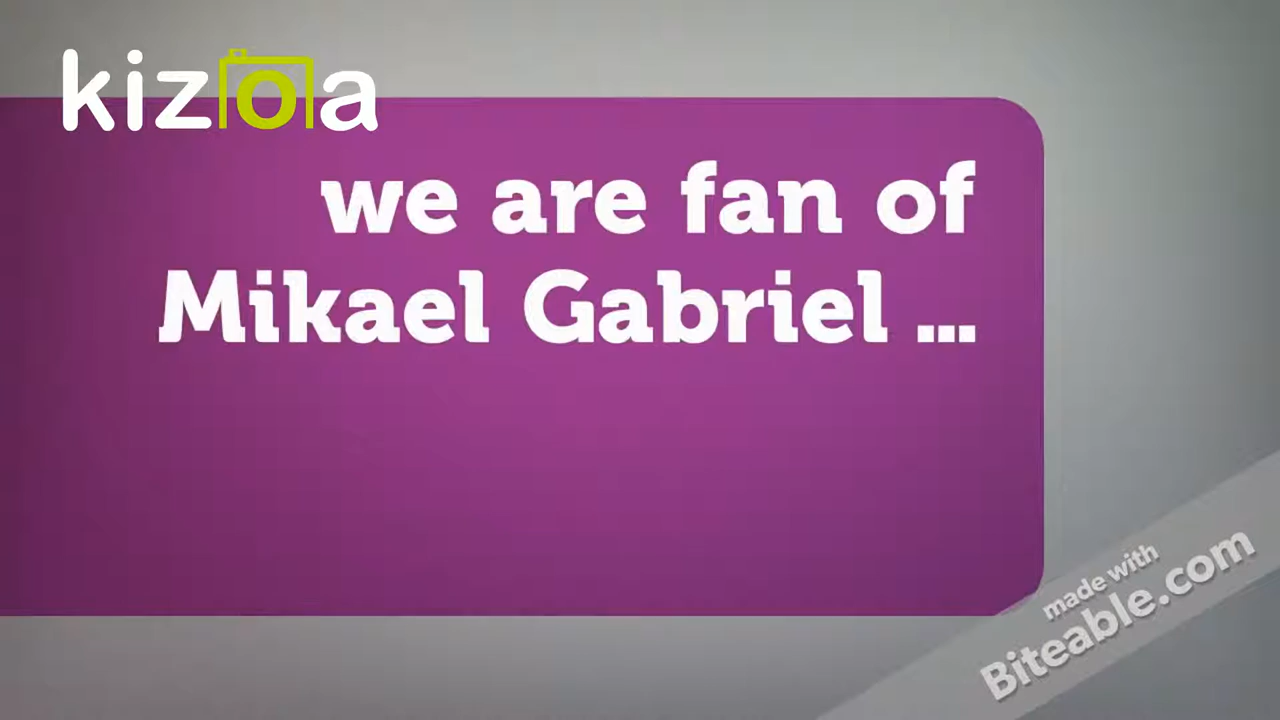 kizoa
we are fan of
Mikael Gabriel ...
made with
Biteable.com